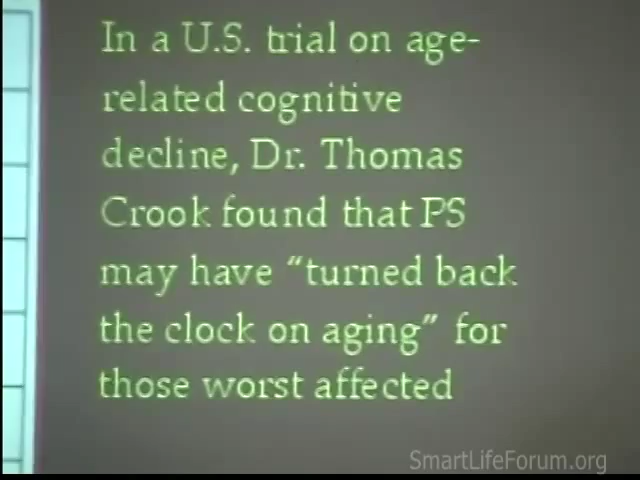 In a U.S. trial on age-
related cognitive
decline, Dr. Thomas
Crook found that PS
may have “turned back
the clock on aging” for
those worst affected
SmartLifeForum.org